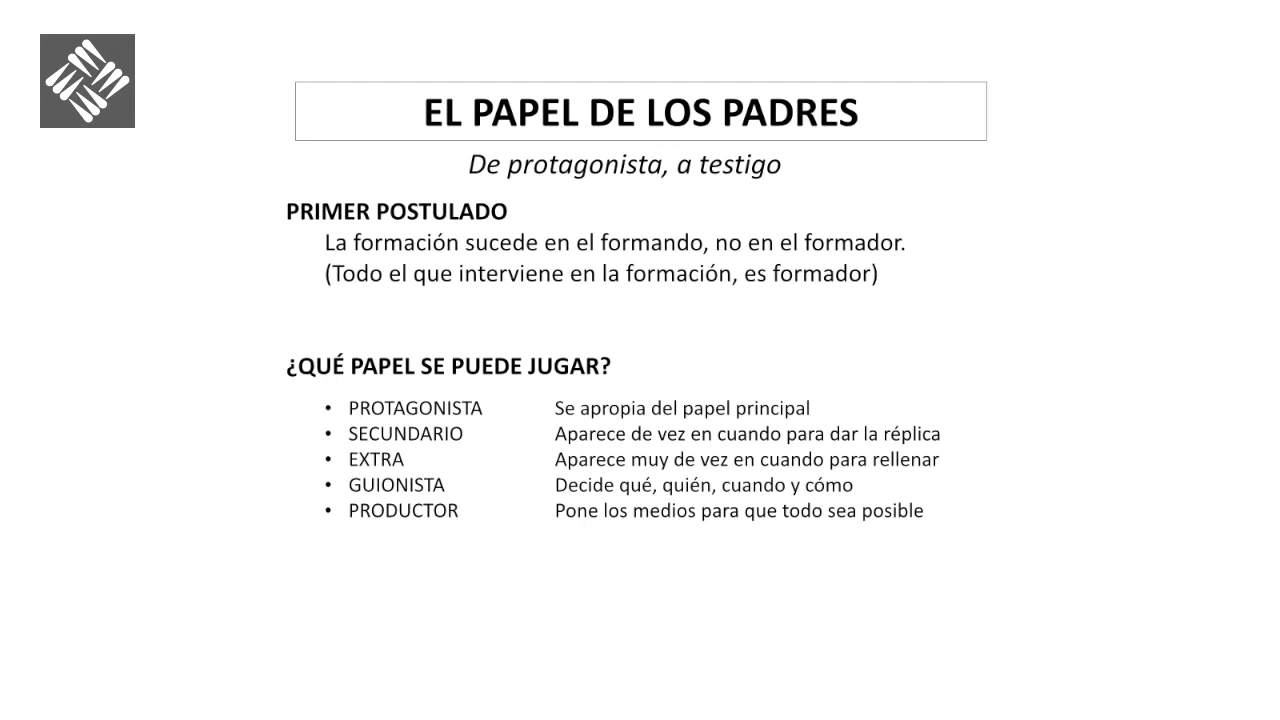 EL PAPEL DE LOS PADRES
De protagonista, a testigo
PRIMER POSTULADO
La formación sucede en el formando, no en el formador.
(Todo el que interviene en la formación, es formador)
¿QUÉ PAPEL SE PUEDE JUGAR?
• PROTAGONISTA Se apropia del papel principal
• SECUNDARIO Aparece de vez en cuando para dar la réplica
• EXTRA Aparece muy de vez en cuando para rellenar
• GUIONISTA Decide qué, quién, cuando y cómo
• PRODUCTOR Pone los medios para que todo sea posible